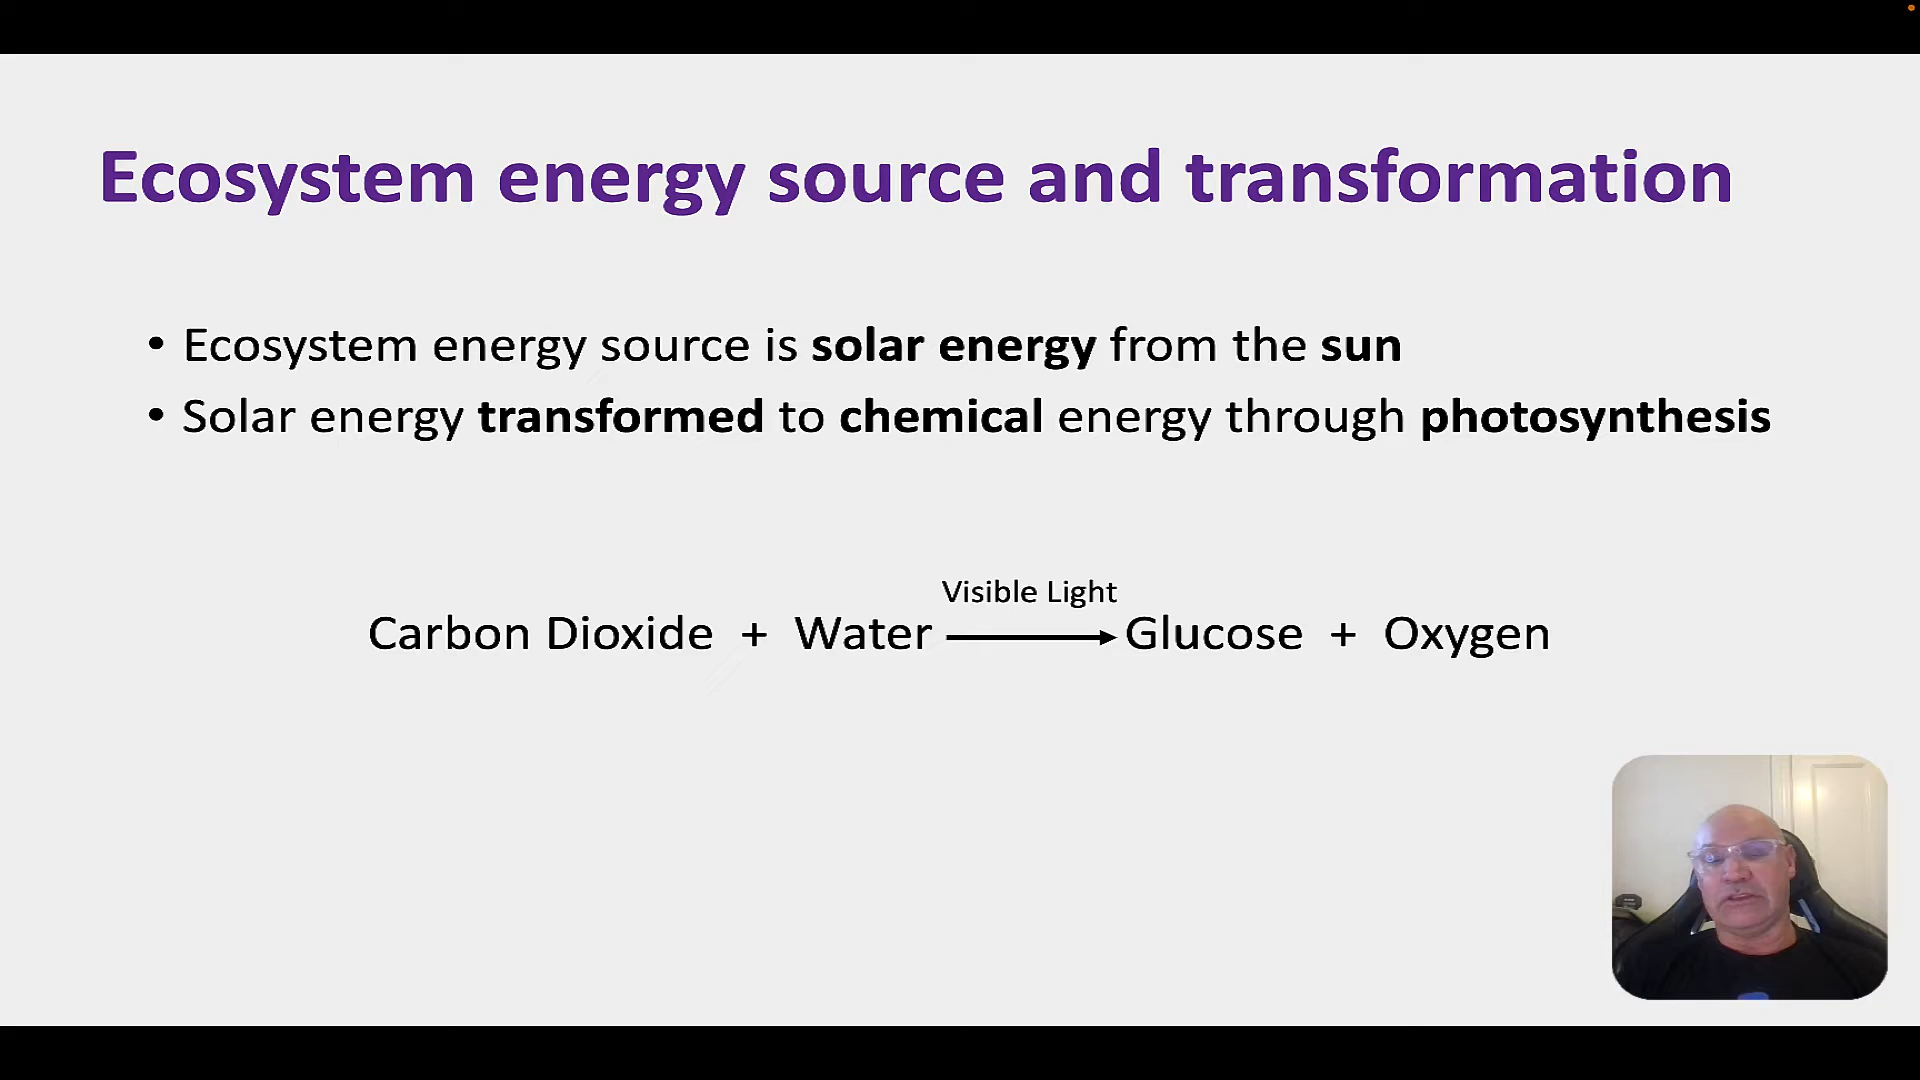 Ecosystem energy source and transformation
• Ecosystem energy source is solar energy from the sun
• Solar energy transformed to chemical energy through photosynthesis
Visible Light
Carbon Dioxide + Water ⟶ Glucose + Oxygen